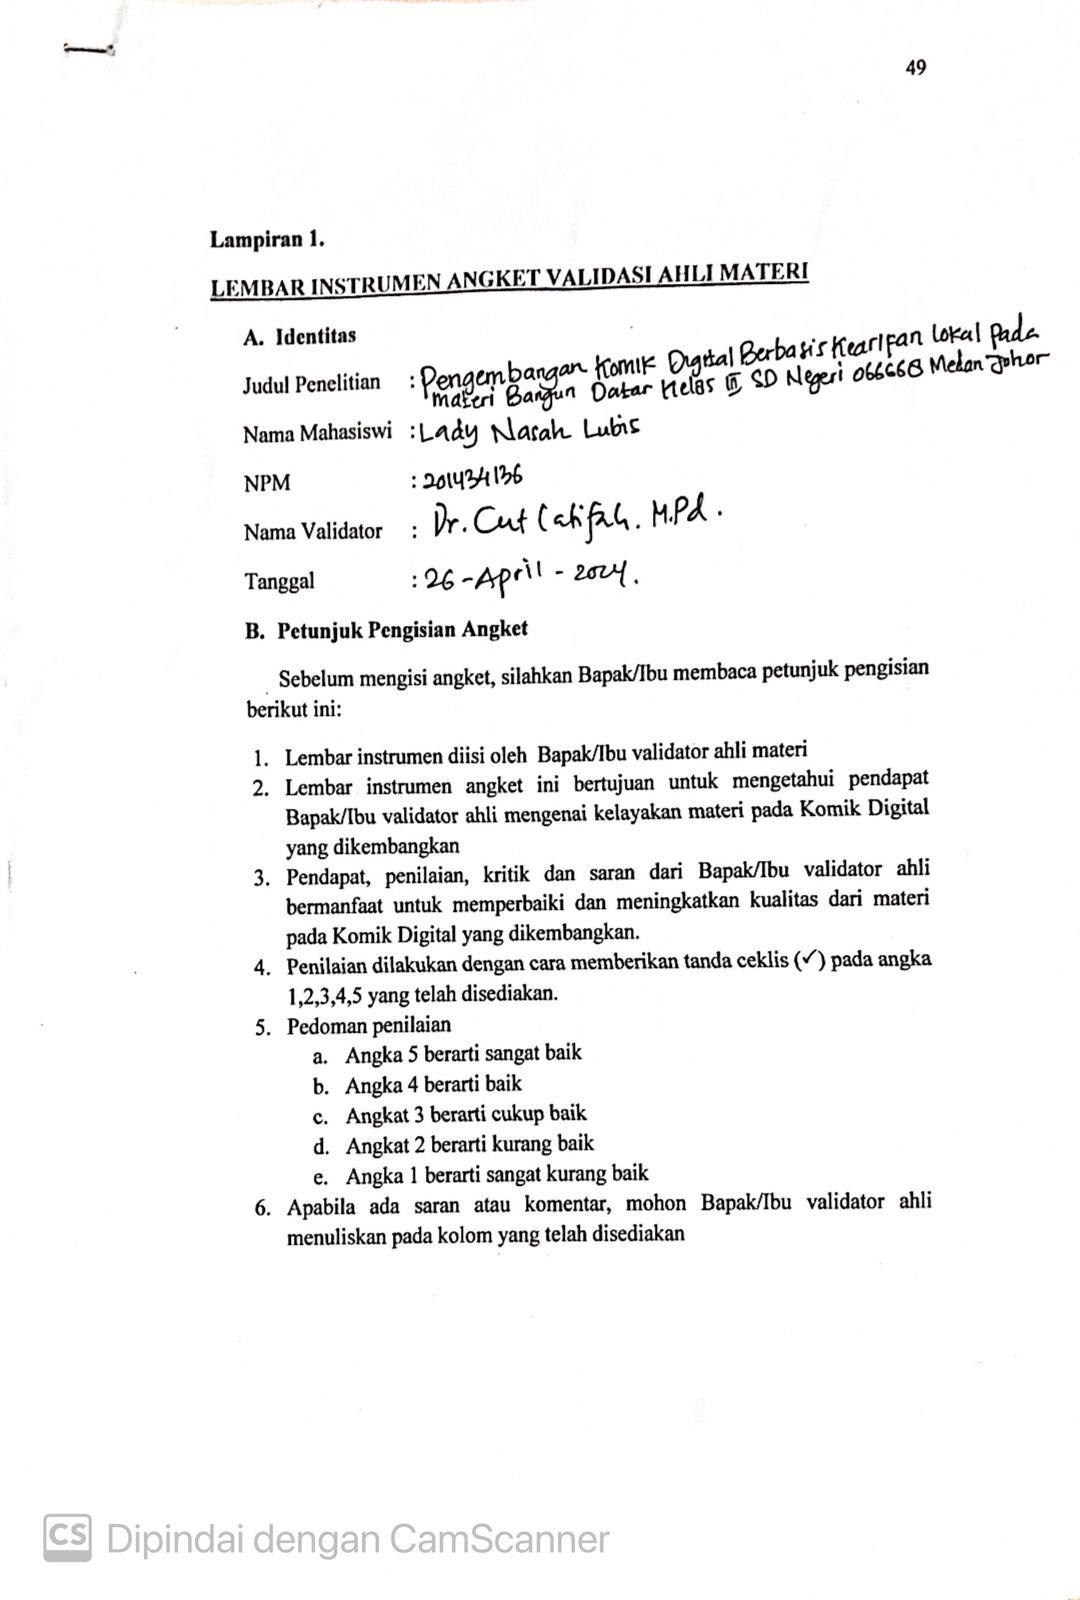 49
Lampiran 1.
LEMBAR INSTRUMEN ANGKET VALIDASI AHLI MATERI
A. Identitas
Judul Penelitian : Pengembangan Komik Digital Berbasis Kearifan lokal Pada
materi Bangun Datar Kelas III SD Negeri 066668 Medan Johor
Nama Mahasiswi : Lady Nasah Lubis
NPM : 201434136
Nama Validator : Dr. Cut Latifah. M.Pd.
Tanggal : 26 - April - 2024.
B. Petunjuk Pengisian Angket
Sebelum mengisi angket, silahkan Bapak/Ibu membaca petunjuk pengisian
berikut ini:
1. Lembar instrumen diisi oleh Bapak/Ibu validator ahli materi
2. Lembar instrumen angket ini bertujuan untuk mengetahui pendapat
Bapak/Ibu validator ahli mengenai kelayakan materi pada Komik Digital
yang dikembangkan
3. Pendapat, penilaian, kritik dan saran dari Bapak/Ibu validator ahli
bermanfaat untuk memperbaiki dan meningkatkan kualitas dari materi
pada Komik Digital yang dikembangkan.
4. Penilaian dilakukan dengan cara memberikan tanda ceklis (✓) pada angka
1,2,3,4,5 yang telah disediakan.
5. Pedoman penilaian
a. Angka 5 berarti sangat baik
b. Angka 4 berarti baik
c. Angkat 3 berarti cukup baik
d. Angkat 2 berarti kurang baik
e. Angka 1 berarti sangat kurang baik
6. Apabila ada saran atau komentar, mohon Bapak/Ibu validator ahli
menuliskan pada kolom yang telah disediakan
CS Dipindai dengan CamScanner